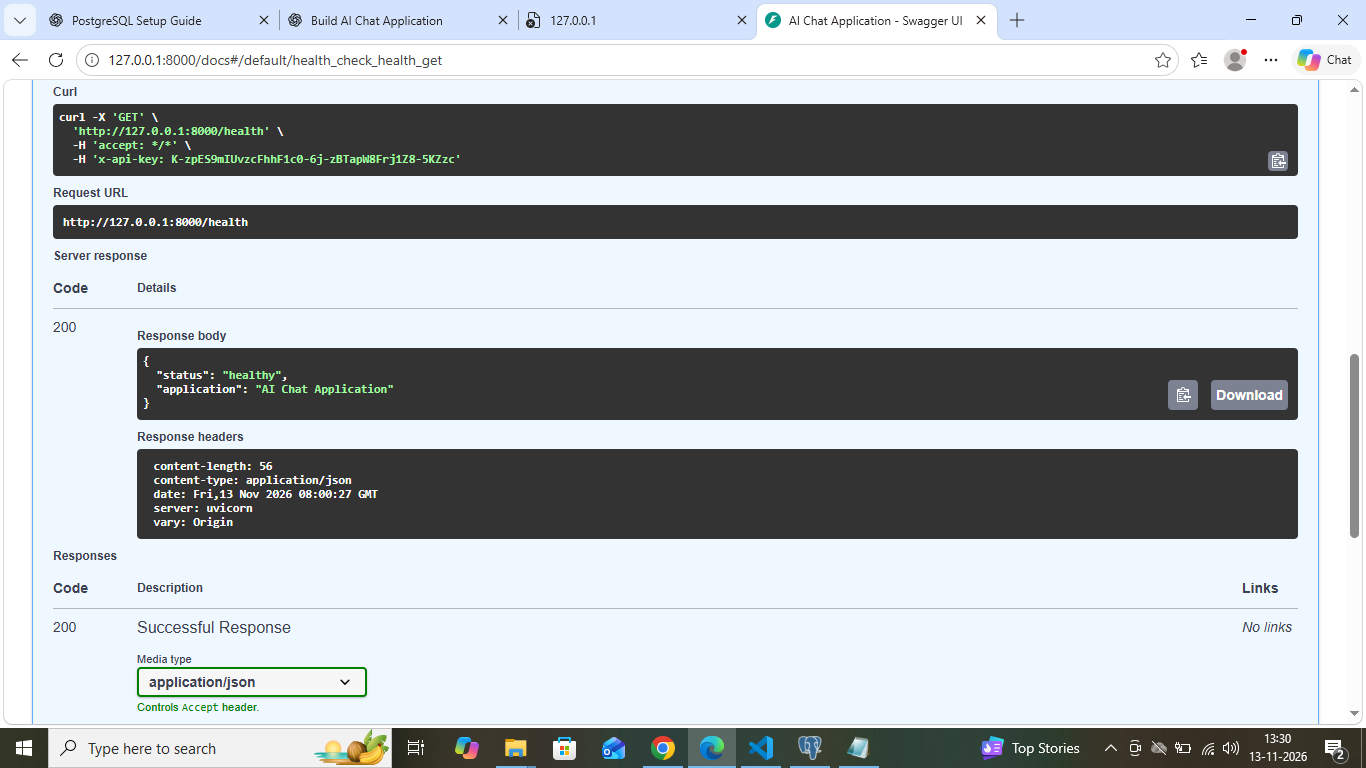 PostgreSQL Setup Guide
Build AI Chat Application
127.0.0.1
AI Chat Application - Swagger UI
127.0.0.1:8000/docs#/default/health_check_health_get
Chat
Curl
curl -X 'GET' \
'http://127.0.0.1:8000/health' \
-H 'accept: */*' \
-H 'x-api-key: K-zpES9mIUvzcFhhF1c0-6j-zBTapW8Frj1Z8-5KZzc'
Request URL
http://127.0.0.1:8000/health
Server response
Code Details
200
Response body
{
"status": "healthy",
"application": "AI Chat Application"
}
Download
Response headers
content-length: 56
content-type: application/json
date: Fri,13 Nov 2026 08:00:27 GMT
server: uvicorn
vary: Origin
Responses
Code Description Links
200 Successful Response No links
Media type
application/json
Controls Accept header.
Type here to search
Top Stories
13:30
13-11-2026
2